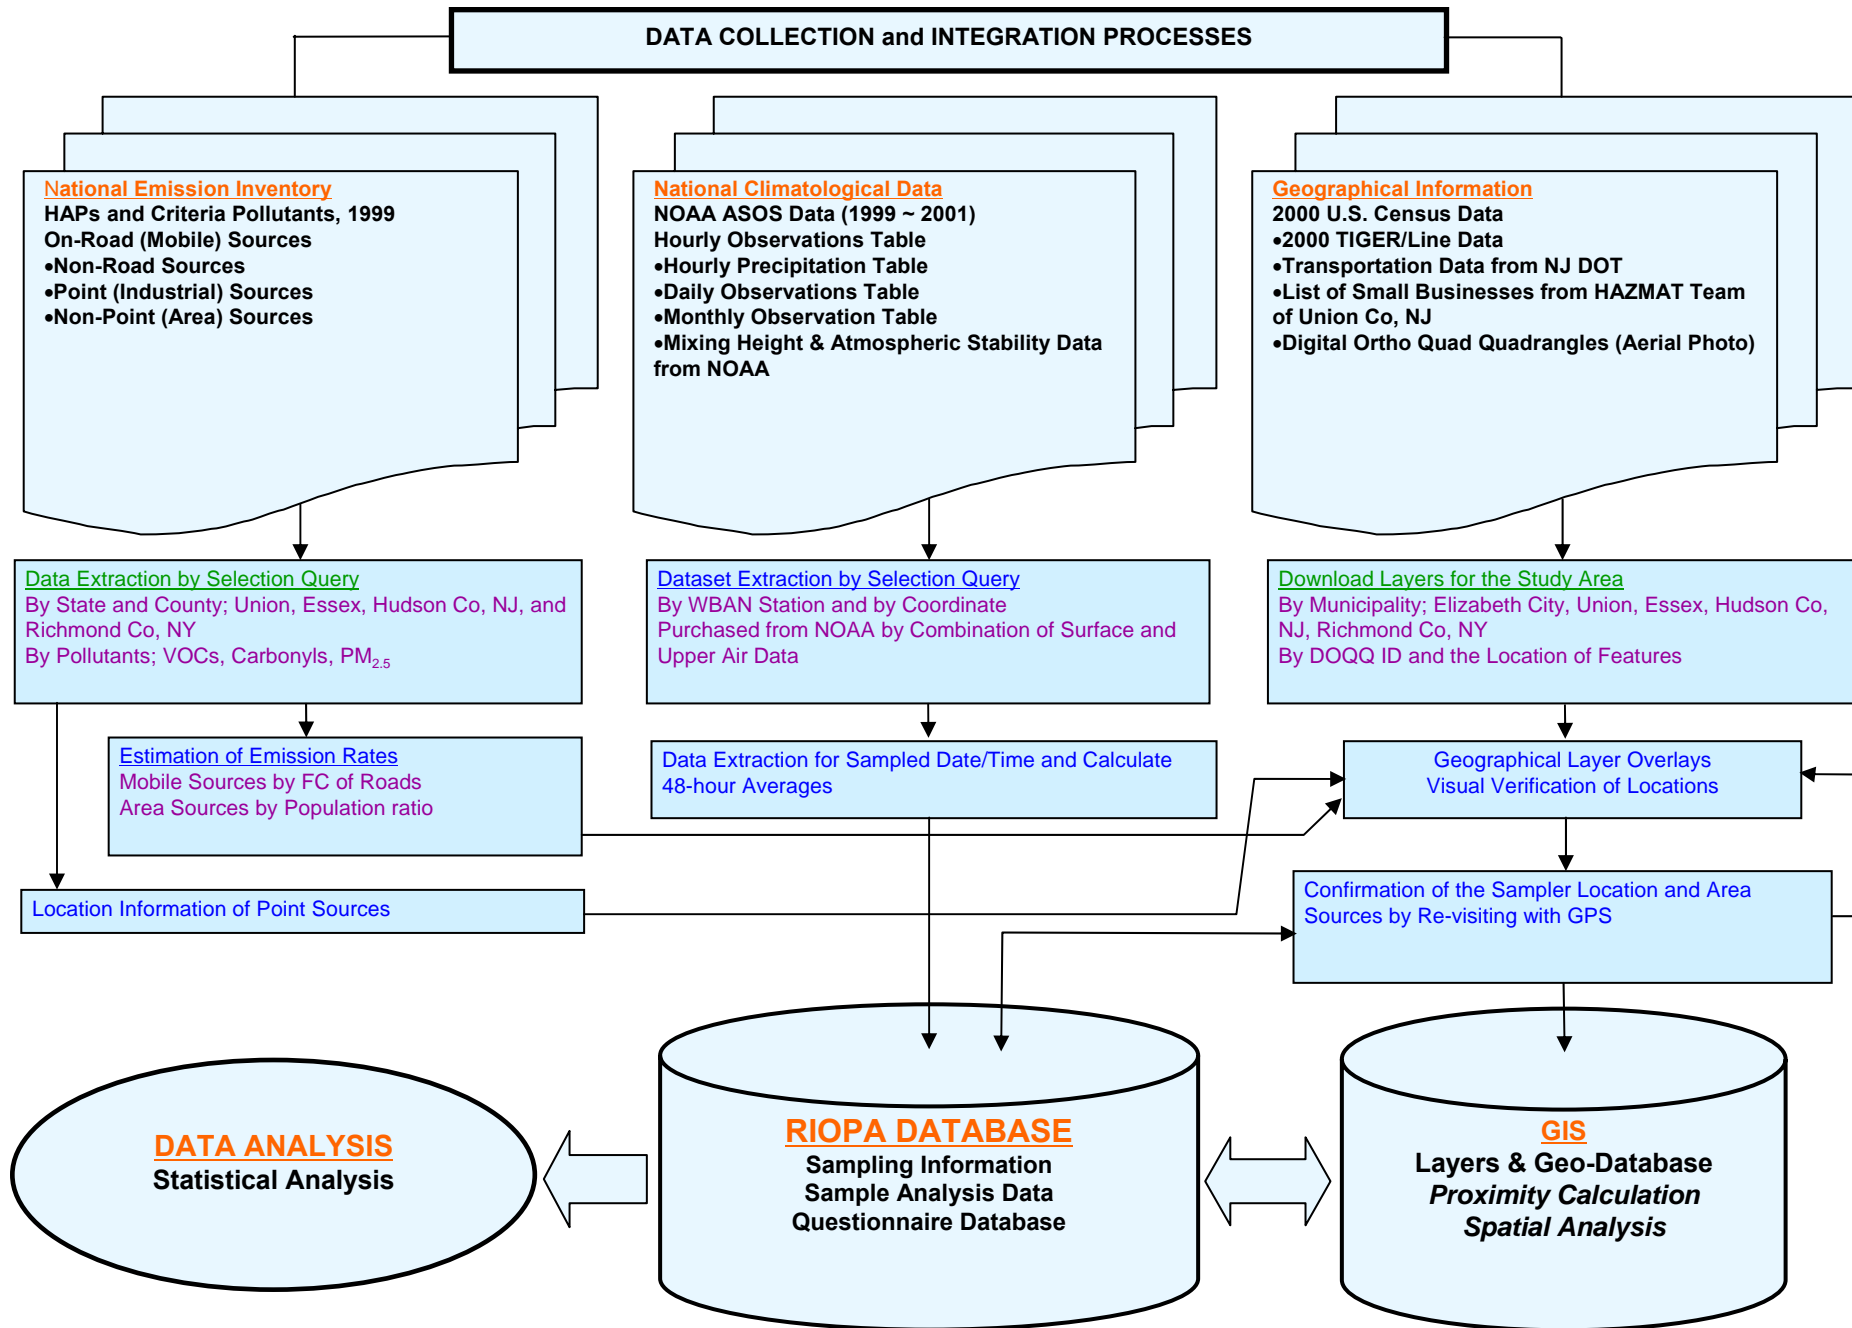 DATA COLLECTION and INTEGRATION PROCESSES
National Emission Inventory
HAPs and Criteria Pollutants, 1999
On-Road (Mobile) Sources
•Non-Road Sources
•Point (Industrial) Sources
•Non-Point (Area) Sources
National Climatological Data
NOAA ASOS Data (1999 ~ 2001)
Hourly Observations Table
•Hourly Precipitation Table
•Daily Observations Table
•Monthly Observation Table
•Mixing Height & Atmospheric Stability Data
from NOAA
Geographical Information
2000 U.S. Census Data
•2000 TIGER/Line Data
•Transportation Data from NJ DOT
•List of Small Businesses from HAZMAT Team
of Union Co, NJ
•Digital Ortho Quad Quadrangles (Aerial Photo)
Data Extraction by Selection Query
By State and County; Union, Essex, Hudson Co, NJ, and
Richmond Co, NY
By Pollutants; VOCs, Carbonyls, PM2.5
Dataset Extraction by Selection Query
By WBAN Station and by Coordinate
Purchased from NOAA by Combination of Surface and
Upper Air Data
Download Layers for the Study Area
By Municipality; Elizabeth City, Union, Essex, Hudson Co,
NJ, Richmond Co, NY
By DOQQ ID and the Location of Features
Estimation of Emission Rates
Mobile Sources by FC of Roads
Area Sources by Population ratio
Data Extraction for Sampled Date/Time and Calculate
48-hour Averages
Geographical Layer Overlays
Visual Verification of Locations
Location Information of Point Sources
Confirmation of the Sampler Location and Area
Sources by Re-visiting with GPS
DATA ANALYSIS
Statistical Analysis
RIOPA DATABASE
Sampling Information
Sample Analysis Data
Questionnaire Database
GIS
Layers & Geo-Database
Proximity Calculation
Spatial Analysis